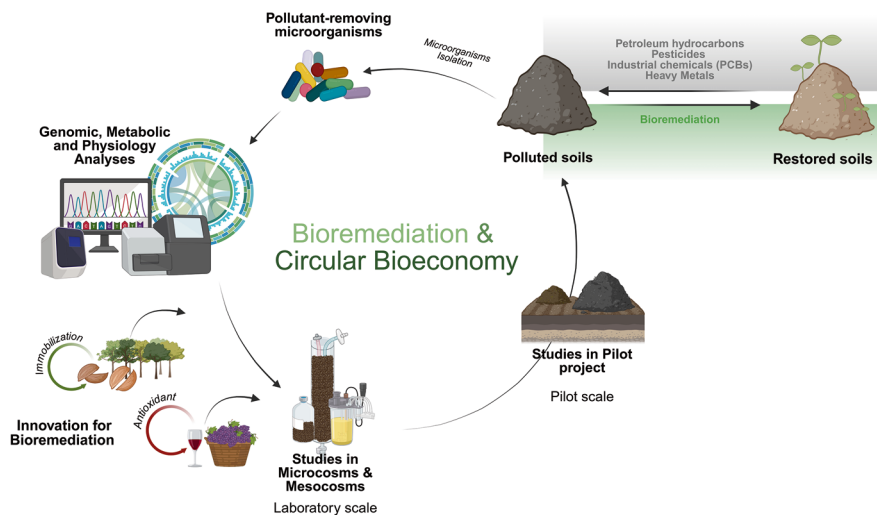 Pollutant-removing
microorganisms
Microorganisms
Isolation
Petroleum hydrocarbons
Pesticides
Industrial chemicals (PCBs)
Heavy Metals
Bioremediation
Polluted soils
Restored soils
Genomic, Metabolic
and Physiology
Analyses
Bioremediation &
Circular Bioeconomy
Immobilization
Antioxidant
Innovation for
Bioremediation
Studies in
Microcosms &
Mesocosms
Laboratory scale
Studies in Pilot
project
Pilot scale